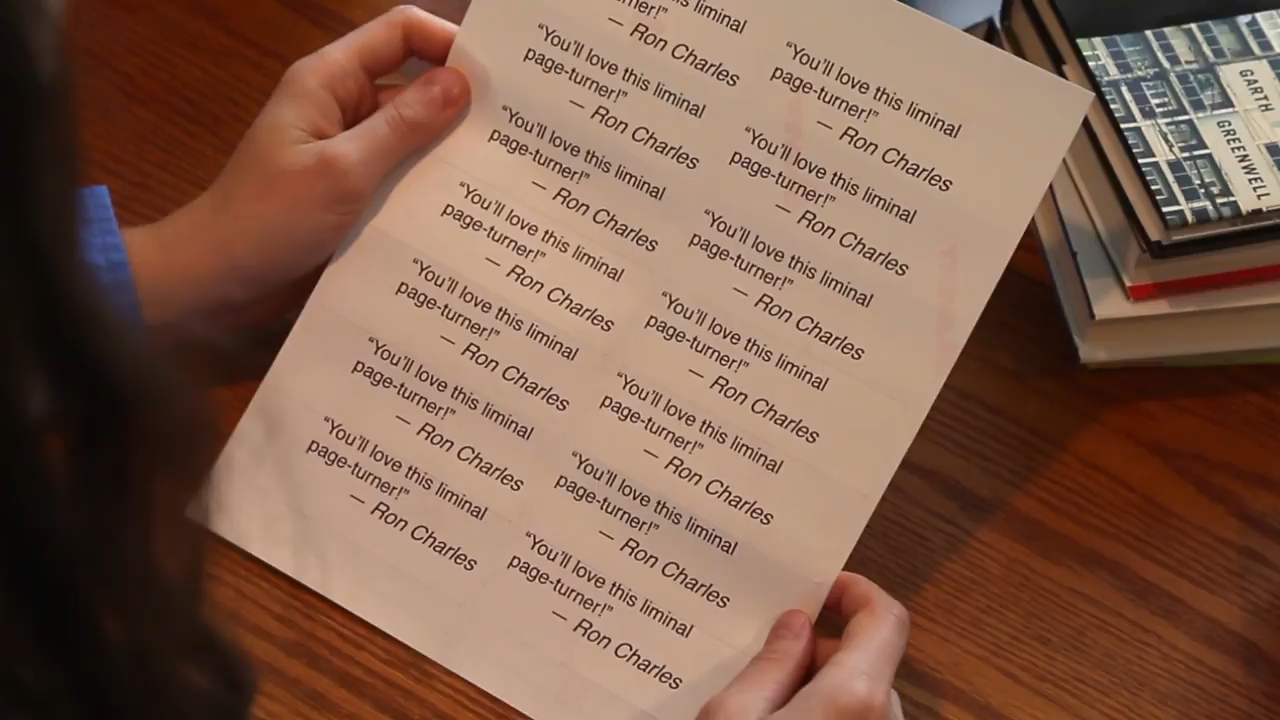 liminal
turner!”
— Ron Charles
“You'll love this liminal
page-turner!”
— Ron Charles
“You'll love this liminal
page-turner!”
— Ron Charles
“You'll love this liminal
page-turner!”
— Ron Charles
“You'll love this liminal
page-turner!”
— Ron Charles
“You'll love this liminal
page-turner!”
— Ron Charles
“You'll love this liminal
page-turner!”
— Ron Charles
“You'll love this liminal
page-turner!”
— Ron Charles
“You'll love this liminal
page-turner!”
— Ron Charles
“You'll love this liminal
page-turner!”
— Ron Charles
“You'll love this liminal
page-turner!”
— Ron Charles
“You'll love this liminal
page-turner!”
— Ron Charles
“You'll love this liminal
page-turner!”
— Ron Charles
“You'll love this liminal
page-turner!”
— Ron Charles
GARTH
GREENWELL